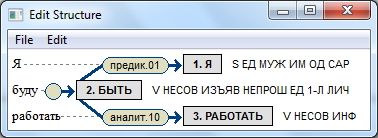 Edit Structure
File Edit
Я предик.01 1. Я S ЕД МУЖ ИМ ОД САР
буду 2. БЫТЬ V НЕСОВ ИЗЪЯВ НЕПРОШ ЕД 1-Л ЛИЧ
работать аналит.10 3. РАБОТАТЬ V НЕСОВ ИНФ